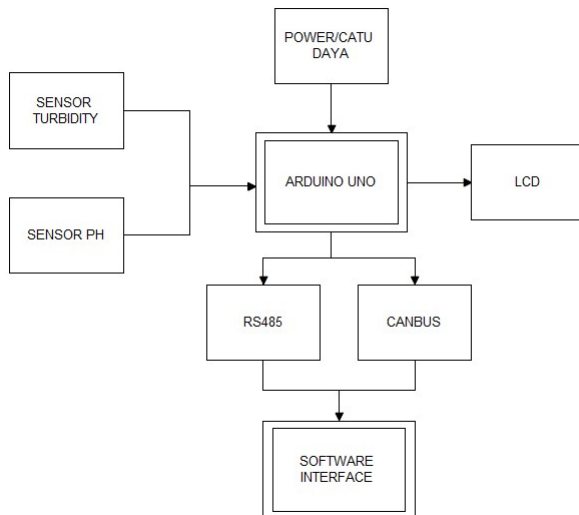 POWER/CATU
DAYA
SENSOR
TURBIDITY
ARDUINO UNO
LCD
SENSOR PH
RS485
CANBUS
SOFTWARE
INTERFACE